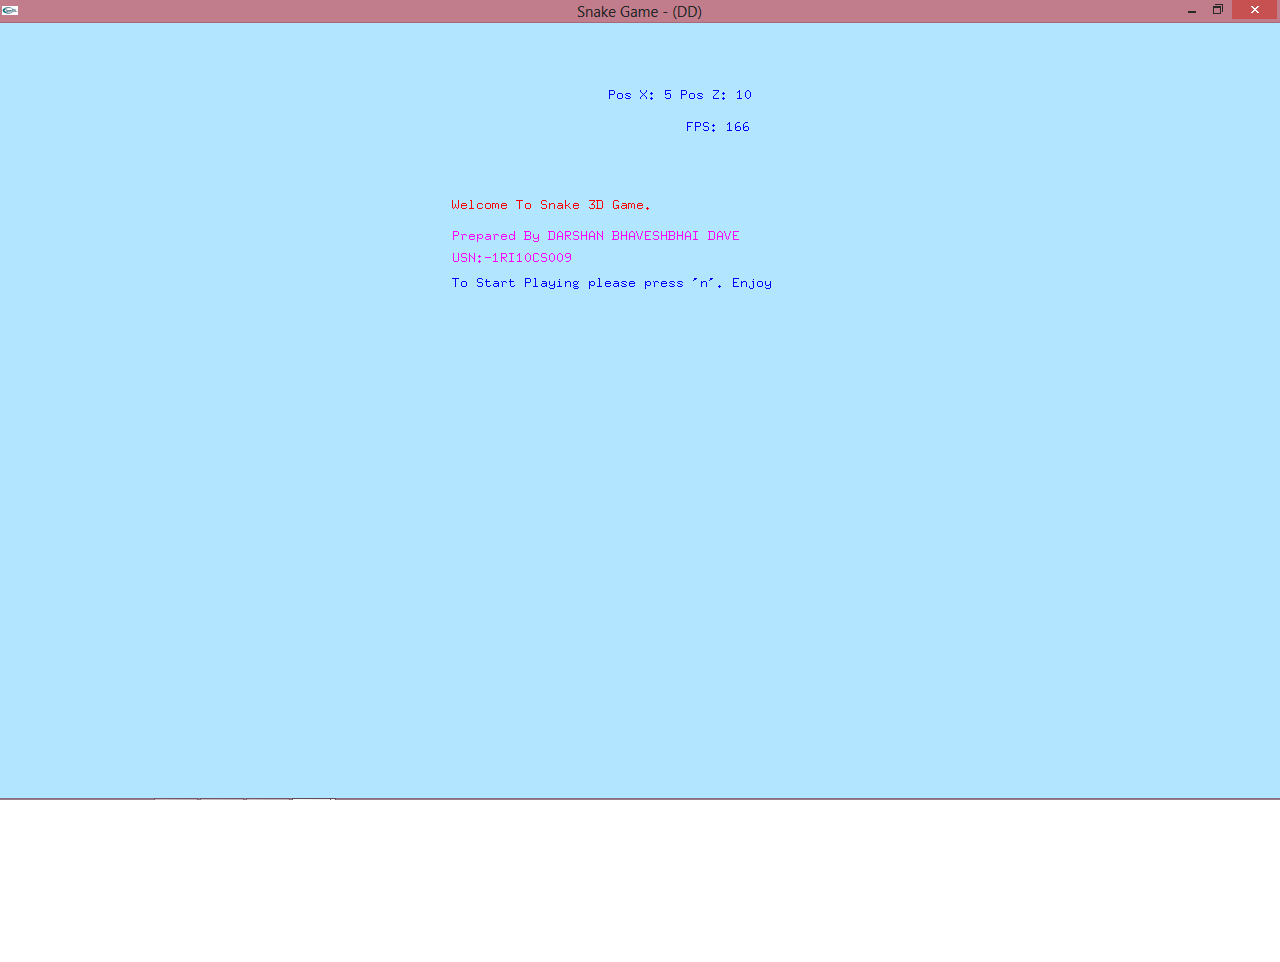 Snake Game - (DD)
Pos X: 5 Pos Z: 10
FPS: 166
Welcome To Snake 3D Game.
Prepared By DARSHAN BHAVESHBHAI DAVE
USN:-1RI10CS009
To Start Playing please press 'n'. Enjoy